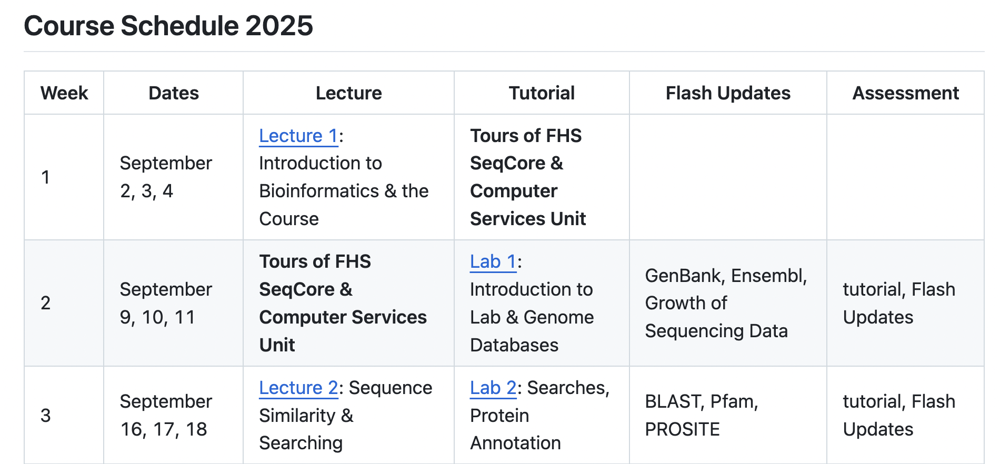 Course Schedule 2025
Week Dates Lecture Tutorial Flash Updates Assessment
1
September
2, 3, 4
Lecture 1:
Introduction to
Bioinformatics & the
Course
Tours of FHS
SeqCore &
Computer
Services Unit
2
September
9, 10, 11
Tours of FHS
SeqCore &
Computer Services
Unit
Lab 1:
Introduction to
Lab & Genome
Databases
GenBank, Ensembl,
Growth of
Sequencing Data
tutorial, Flash
Updates
3
September
16, 17, 18
Lecture 2: Sequence
Similarity &
Searching
Lab 2: Searches,
Protein
Annotation
BLAST, Pfam,
PROSITE
tutorial, Flash
Updates